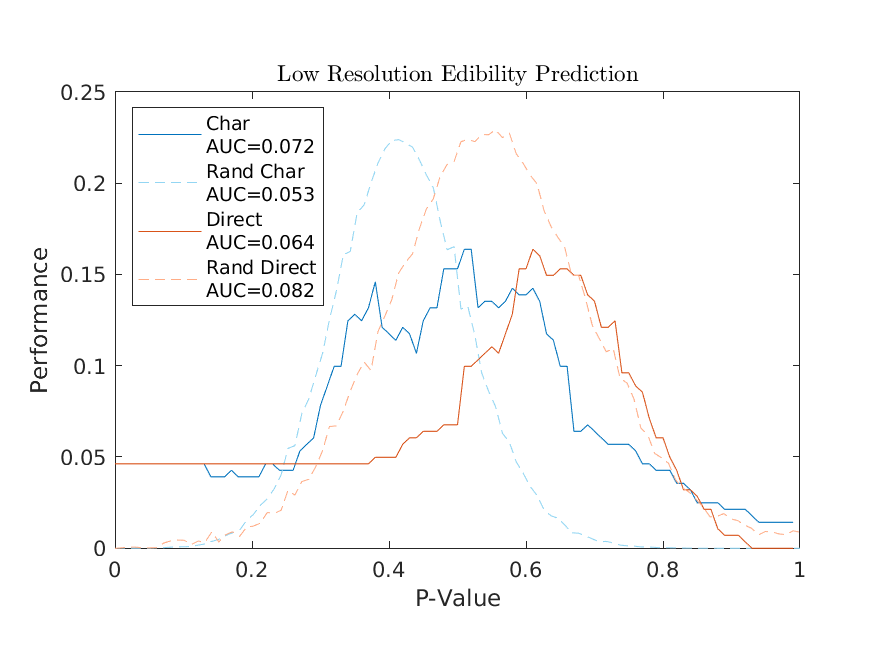 Low Resolution Edibility Prediction
0.25
0.2
0.15
0.1
0.05
0
Performance
Char
AUC=0.072
Rand Char
AUC=0.053
Direct
AUC=0.064
Rand Direct
AUC=0.082
0
0.2
0.4
0.6
0.8
1
P-Value